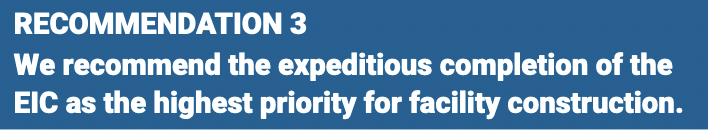 RECOMMENDATION 3
We recommend the expeditious completion of the
EIC as the highest priority for facility construction.